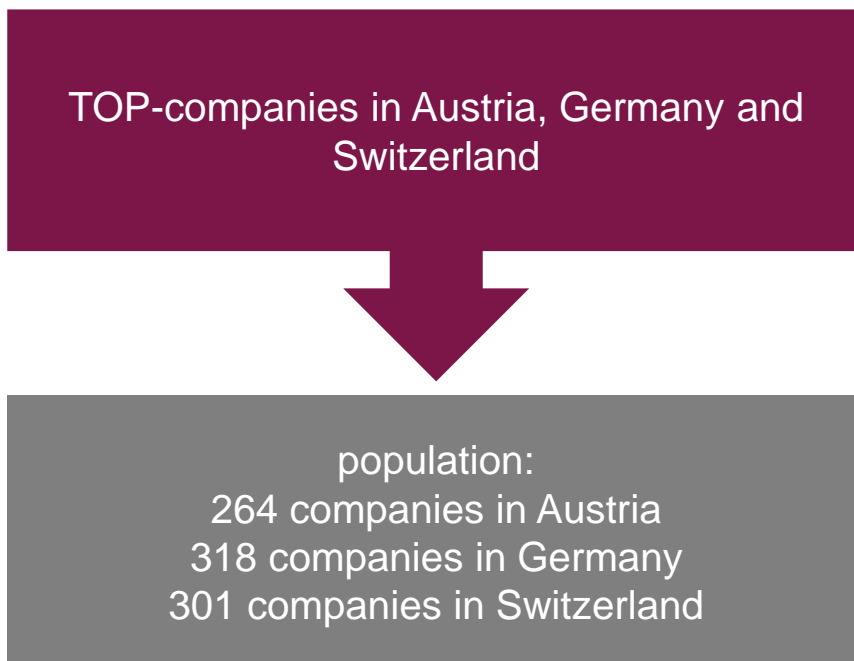 TOP-companies in Austria, Germany and
Switzerland
population:
264 companies in Austria
318 companies in Germany
301 companies in Switzerland